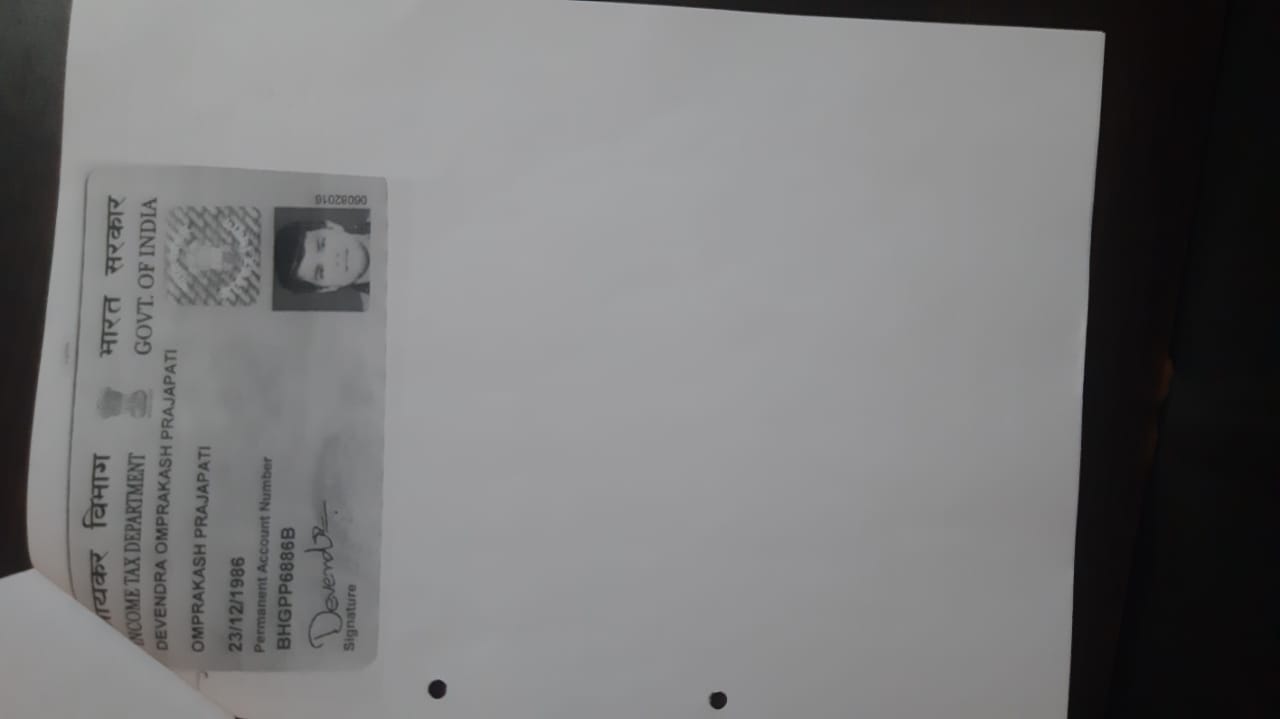 आयकर विभाग भारत सरकार
INCOME TAX DEPARTMENT GOVT. OF INDIA
DEVENDRA OMPRAKASH PRAJAPATI
OMPRAKASH PRAJAPATI
23/12/1986
Permanent Account Number
BHGPP6886B
Devendra
Signature
06082016